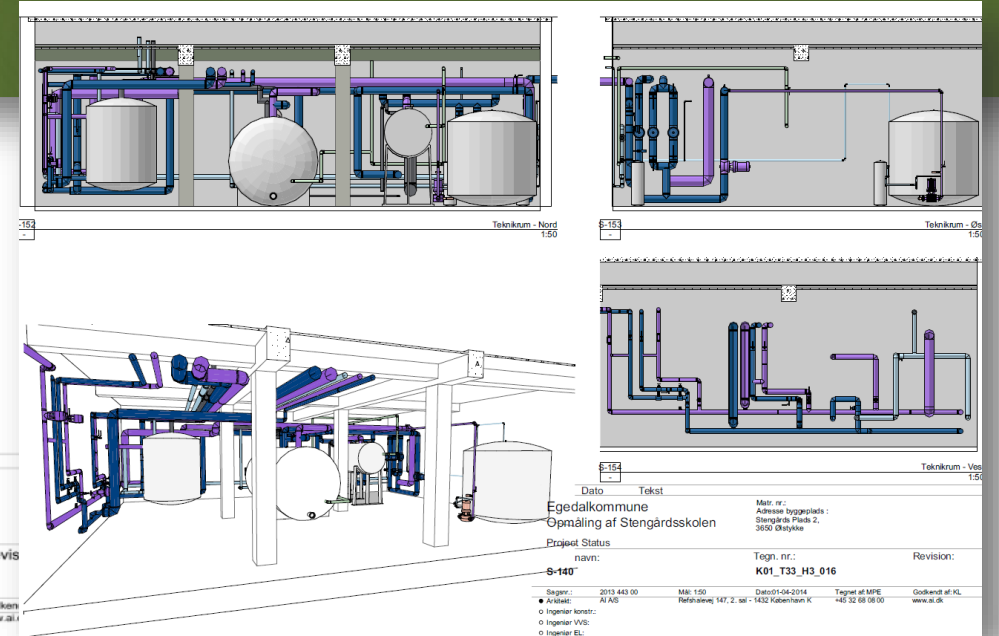 -152
-
Teknikrum - Nord
1:50
S-153
-
Teknikrum - Øs
1:50
S-154
-
Teknikrum - Ves
1:50
Dato Tekst
Egedalkommune
Opmåling af Stengårdsskolen
Project Status
navn:
S-140
Matr. nr.:
Adresse byggeplads :
Stengårds Plads 2,
3650 Ølstykke
Tegn. nr.:
K01_T33_H3_016
Revision:
Sagsnr.: 2013 443 00 Mål: 1:50 Dato:01-04-2014 Tegnet af:MPE Godkendt af:KL
Arkitekt: AI A/S Refshalevej 147, 2. sal - 1432 København K +45 32 68 08 00 www.ai.dk
Ingeniør konstr.:
Ingeniør VVS:
Ingeniør EL: